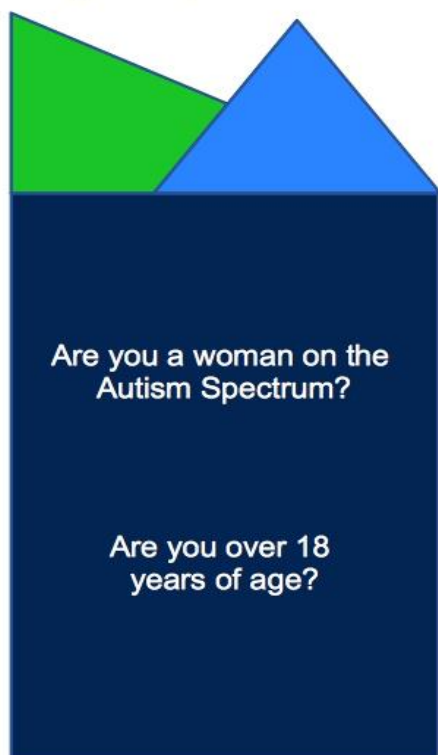 Are you a woman on the
Autism Spectrum?
Are you over 18
years of age?